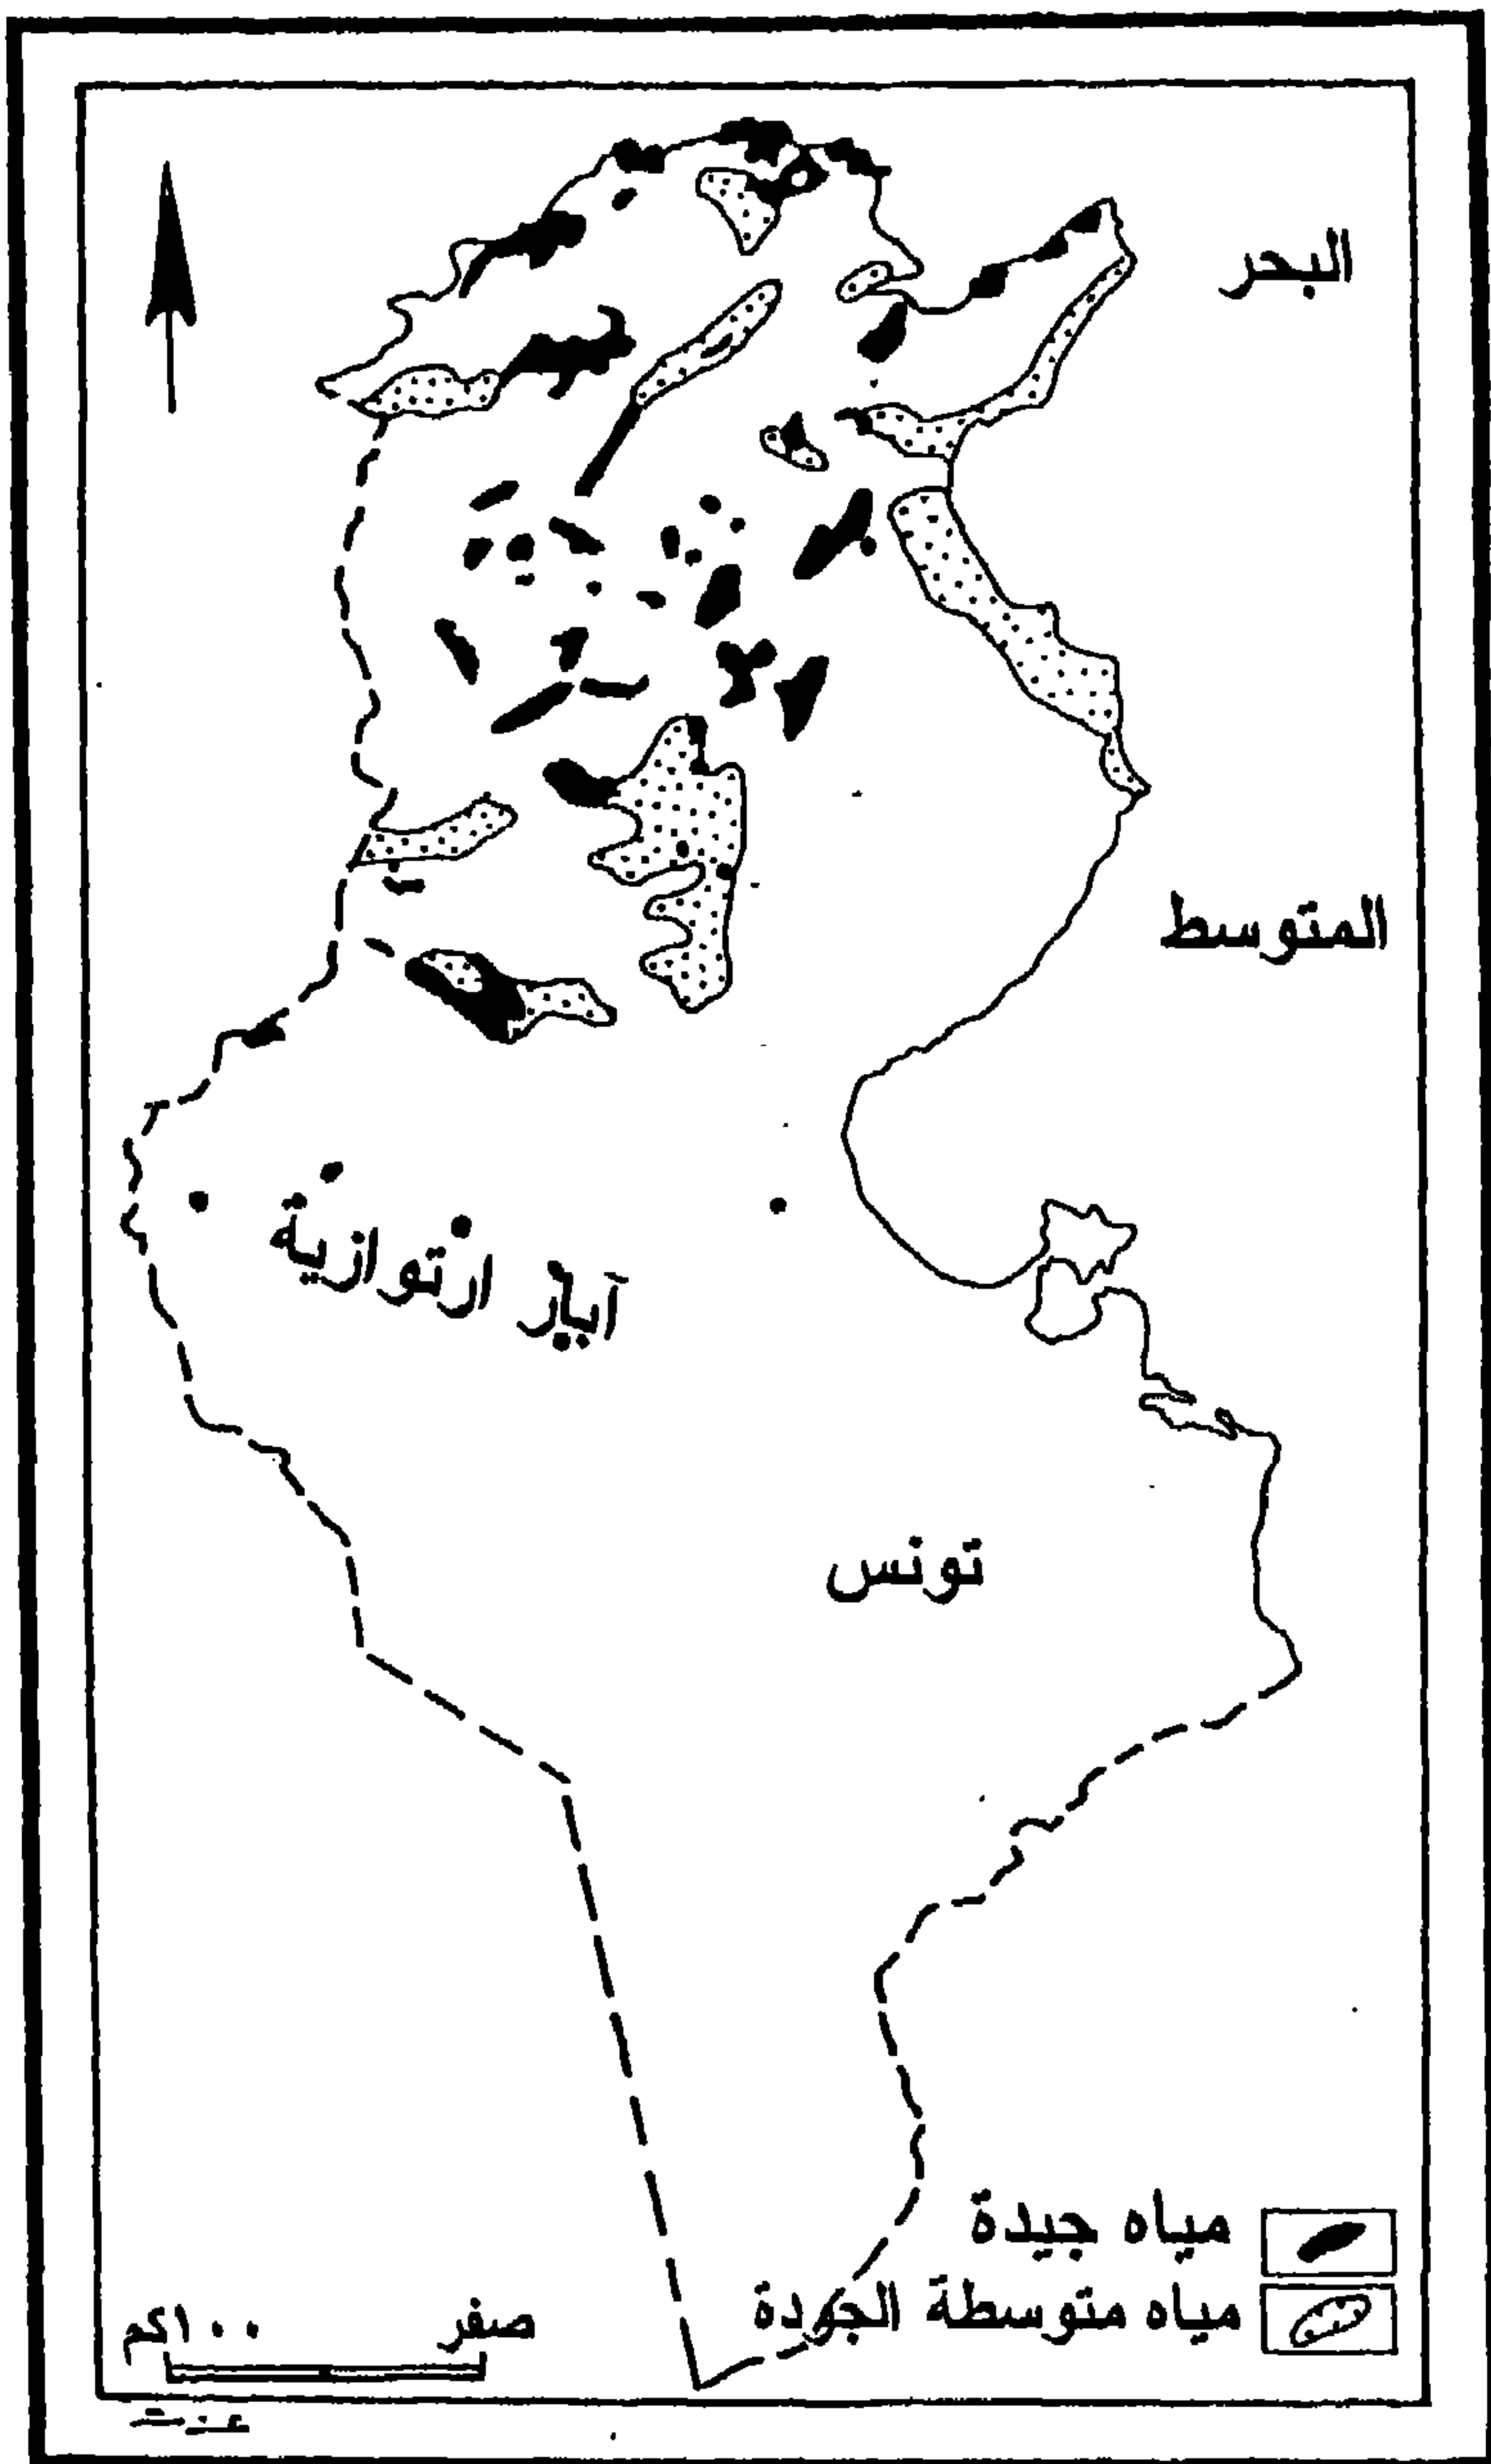 البحر
المتوسط
آبار ارتوازية
تونس
مياه جيدة
مياه متوسطة الجودة
صفر ١٠٠كم